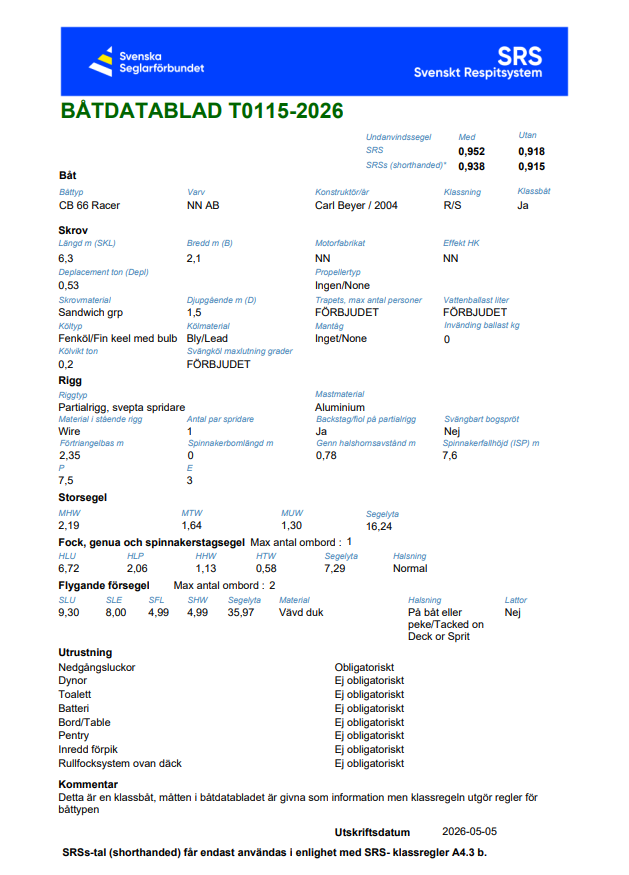 Svenska
Seglarförbundet
SRS
Svenskt Respitsystem
BÅTDATABLAD T0115-2026
Undanvindssegel Med Utan
SRS 0,952 0,918
SRSs (shorthanded)* 0,938 0,915
Båt
Båttyp Varv Konstruktör/år Klassning Klassbåt
CB 66 Racer NN AB Carl Beyer / 2004 R/S Ja
Skrov
Längd m (SKL) Bredd m (B) Motorfabrikat Effekt HK
6,3 2,1 NN NN
Deplacement ton (Depl) Propellertyp
0,53 Ingen/None
Skrovmaterial Djupgående m (D) Trapets, max antal personer Vattenballast liter
Sandwich grp 1,5 FÖRBJUDET FÖRBJUDET
Költyp Kölmaterial Mantåg Invänding ballast kg
Fenköl/Fin keel med bulb Bly/Lead Inget/None 0
Kölvikt ton Svängköl maxlutning grader
0,2 FÖRBJUDET
Rigg
Riggtyp Mastmaterial
Partialrigg, svepta spridare Aluminium
Material i stående rigg Antal par spridare Backstag/fiol på partialrigg Svängbart bogspröt
Wire 1 Ja Nej
Förtriangelbas m Spinnakerbomlängd m Genn halshornsavstånd m Spinnakerfallhöjd (ISP) m
2,35 0 0,78 7,6
P E
7,5 3
Storsegel
MHW MTW MUW Segelyta
2,19 1,64 1,30 16,24
Fock, genua och spinnakerstagsegel Max antal ombord : 1
HLU HLP HHW HTW Segelyta Halsning
6,72 2,06 1,13 0,58 7,29 Normal
Flygande försegel Max antal ombord : 2
SLU SLE SFL SHW Segelyta Material Halsning Lattor
9,30 8,00 4,99 4,99 35,97 Vävd duk På båt eller Nej
peke/Tacked on
Deck or Sprit
Utrustning
Nedgångsluckor Obligatoriskt
Dynor Ej obligatoriskt
Toalett Ej obligatoriskt
Batteri Ej obligatoriskt
Bord/Table Ej obligatoriskt
Pentry Ej obligatoriskt
Inredd förpik Ej obligatoriskt
Rullfocksystem ovan däck Ej obligatoriskt
Kommentar
Detta är en klassbåt, måtten i båtdatabladet är givna som information men klassregeln utgör regler för
båttypen
Utskriftsdatum 2026-05-05
SRSs-tal (shorthanded) får endast användas i enlighet med SRS- klassregler A4.3 b.